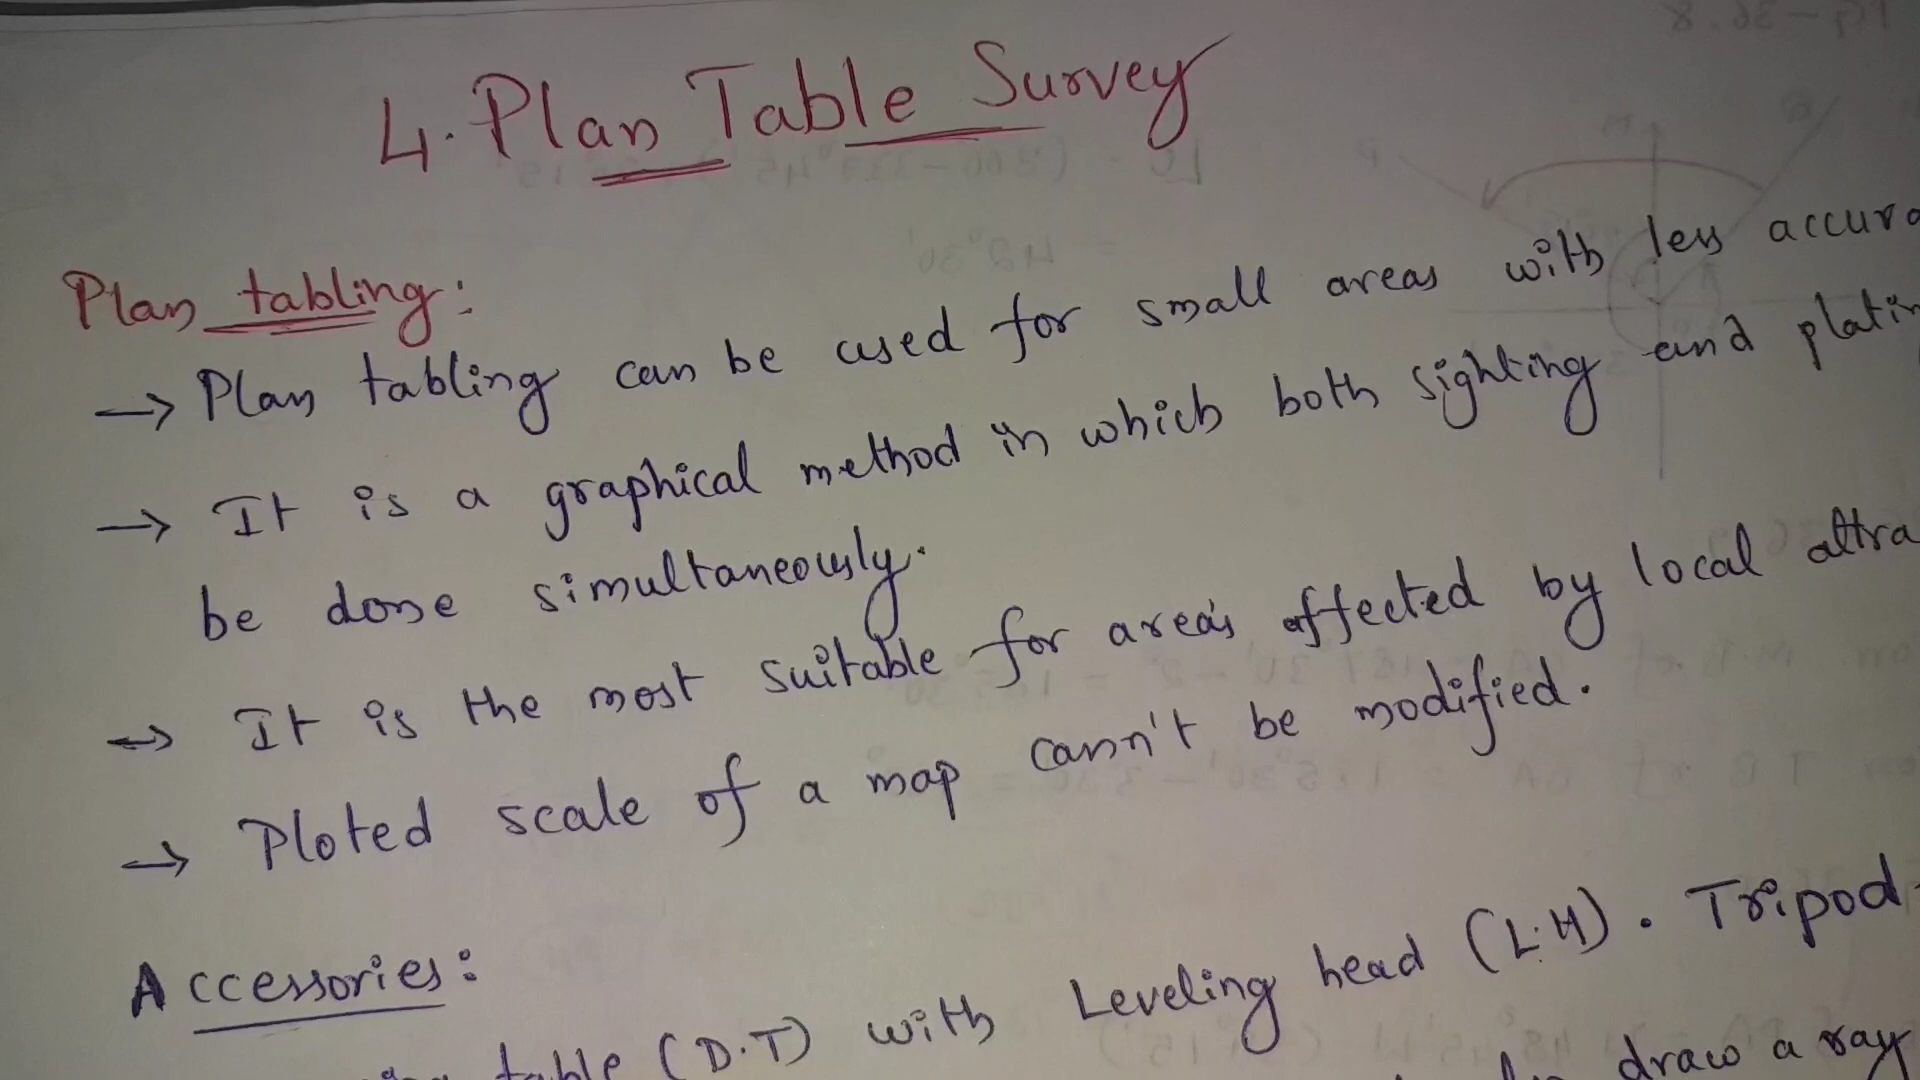 4. Plan Table Survey
Plan tabling:
→ Plan tabling can be used for small areas with less accura
→ It is a graphical method in which both sighting and platin
be done simultaneously.
→ It is the most suitable for area's affected by local attra
→ Ploted scale of a map cann't be modified.
Accessories:
table (D.T) with Leveling head (L.H). Tripod
draw a ray